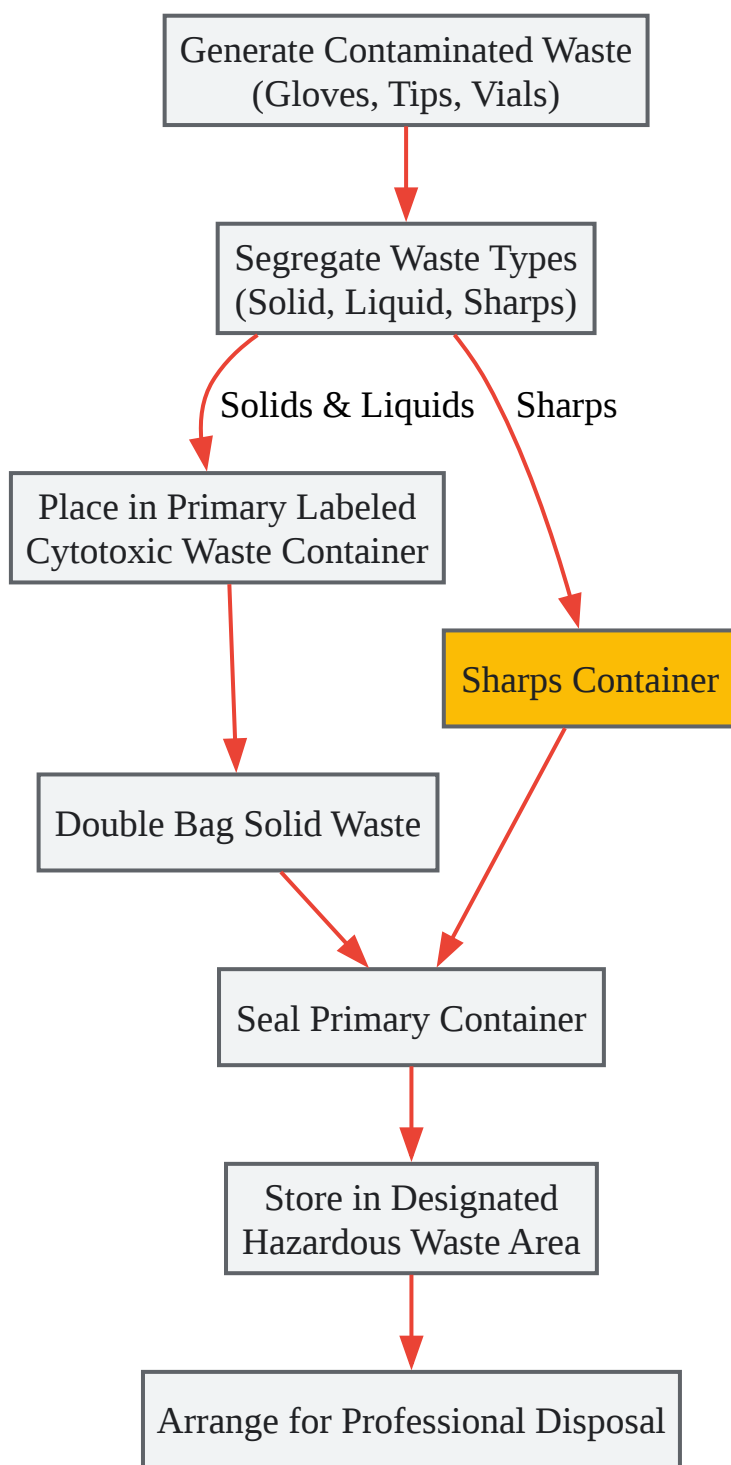 Generate Contaminated Waste
(Gloves, Tips, Vials)
Segregate Waste Types
(Solid, Liquid, Sharps)
Solids & Liquids
Sharps
Place in Primary Labeled
Cytotoxic Waste Container
Sharps Container
Double Bag Solid Waste
Seal Primary Container
Store in Designated
Hazardous Waste Area
Arrange for Professional Disposal